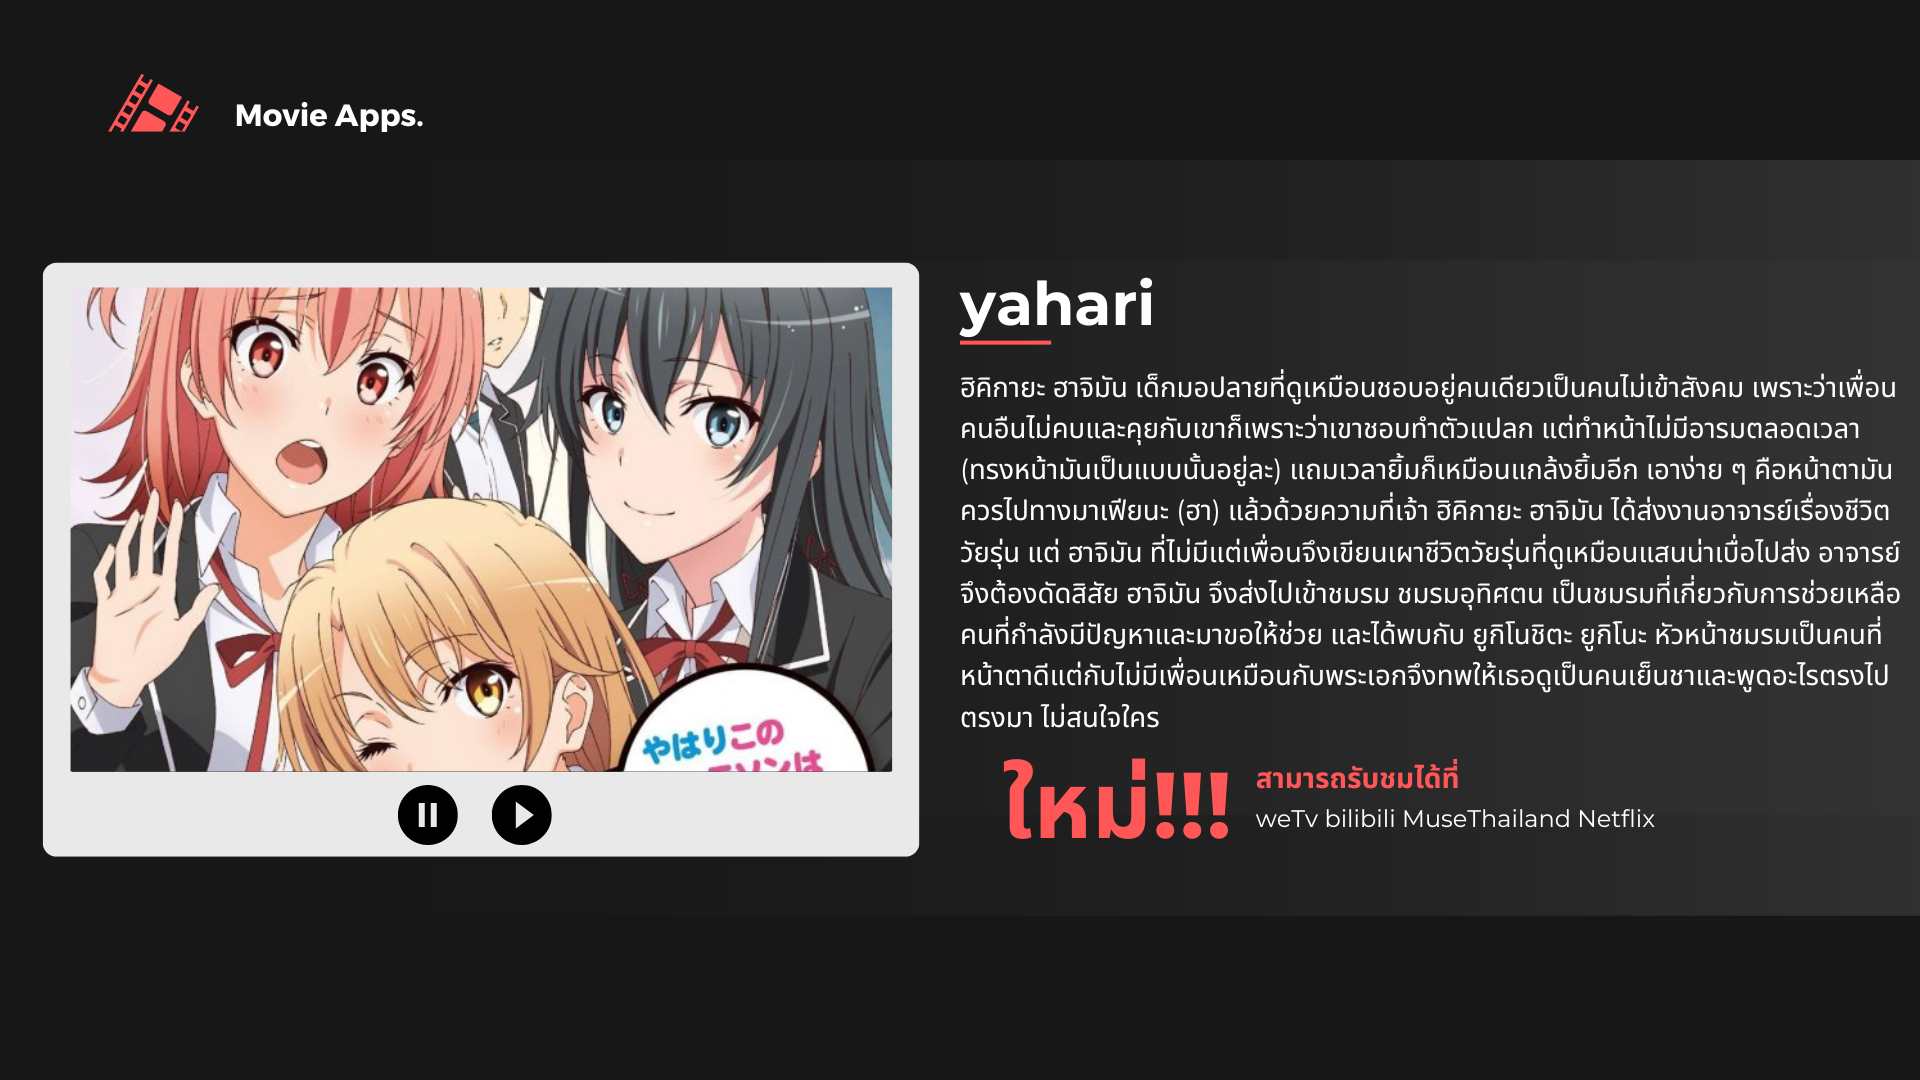 Movie Apps.
yahari
ฮิคิกายะ ฮาจิมัน เด็กมอปลายที่ดูเหมือนชอบอยู่คนเดียวเป็นคนไม่เข้าสังคม เพราะว่าเพื่อน
คนอืนไม่คบและคุยกับเขาก็เพราะว่าเขาชอบทำตัวแปลก แต่ทำหน้าไม่มีอารมตลอดเวลา
(ทรงหน้ามันเป็นแบบนั้นอยู่ละ) แถมเวลายิ้มก็เหมือนแกล้งยิ้มอีก เอาง่าย ๆ คือหน้าตามัน
ควรไปทางมาเฟียนะ (ฮา) แล้วด้วยความที่เจ้า ฮิคิกายะ ฮาจิมัน ได้ส่งงานอาจารย์เรื่องชีวิต
วัยรุ่น แต่ ฮาจิมัน ที่ไม่มีแต่เพื่อนจึงเขียนเผาชีวิตวัยรุ่นที่ดูเหมือนแสนน่าเบื่อไปส่ง อาจารย์
จึงต้องดัดสิสัย ฮาจิมัน จึงส่งไปเข้าชมรม ชมรมอุทิศตน เป็นชมรมที่เกี่ยวกับการช่วยเหลือ
คนที่กำลังมีปัญหาและมาขอให้ช่วย และได้พบกับ ยูกิโนชิตะ ยูกิโนะ หัวหน้าชมรมเป็นคนที่
หน้าตาดีแต่กับไม่มีเพื่อนเหมือนกับพระเอกจึงทพให้เธอดูเป็นคนเย็นชาและพูดอะไรตรงไป
ตรงมา ไม่สนใจใคร
やはりこの
ใหม่!!!
สามารถรับชมได้ที่
weTv bilibili MuseThailand Netflix